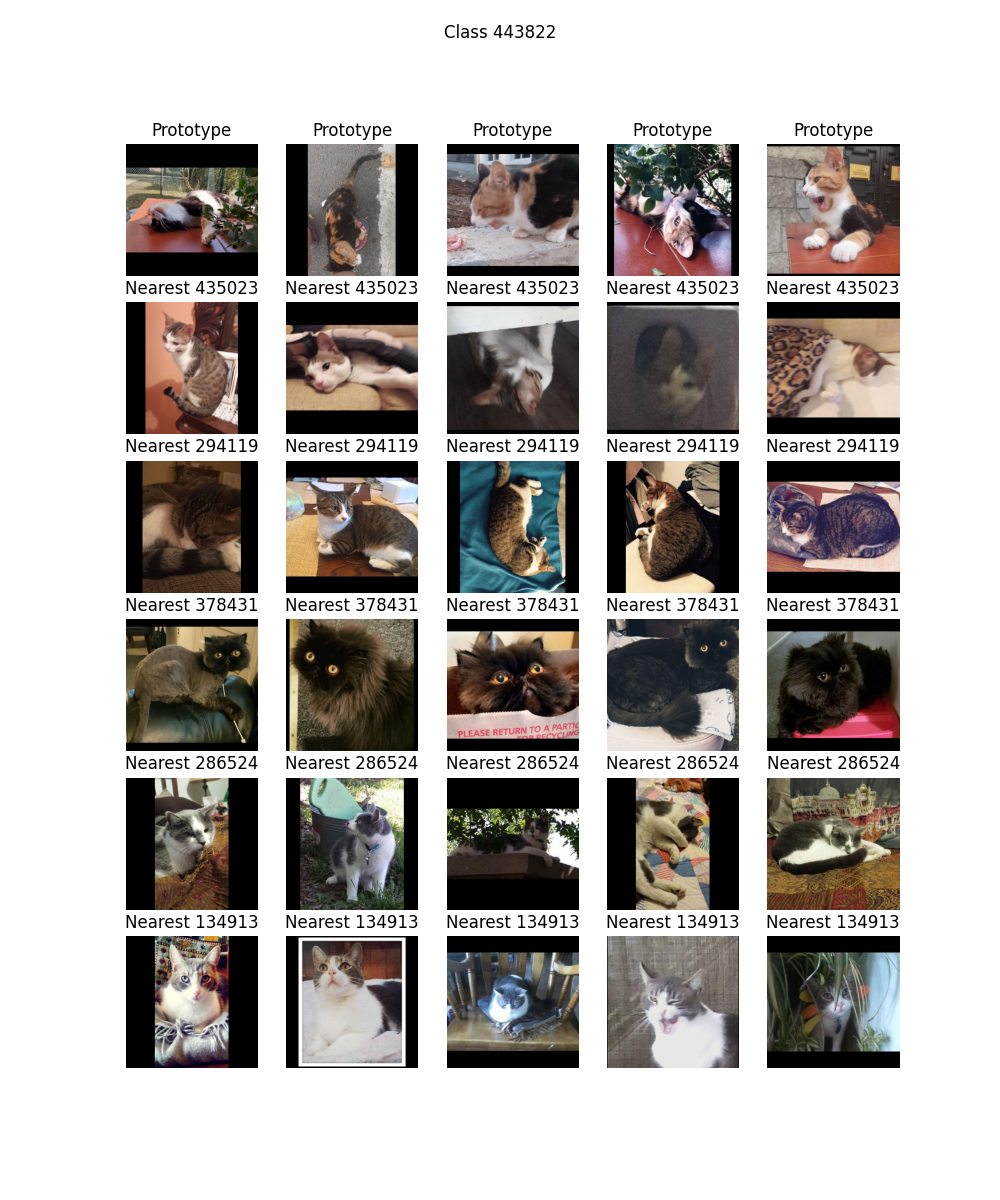 Class 443822
Prototype Prototype Prototype Prototype Prototype
Nearest 435023 Nearest 435023 Nearest 435023 Nearest 435023 Nearest 435023
Nearest 294119 Nearest 294119 Nearest 294119 Nearest 294119 Nearest 294119
Nearest 378431 Nearest 378431 Nearest 378431 Nearest 378431 Nearest 378431
PLEASE RETURN TO A PARTIC
FOR RECYCLING
Nearest 286524 Nearest 286524 Nearest 286524 Nearest 286524 Nearest 286524
Nearest 134913 Nearest 134913 Nearest 134913 Nearest 134913 Nearest 134913